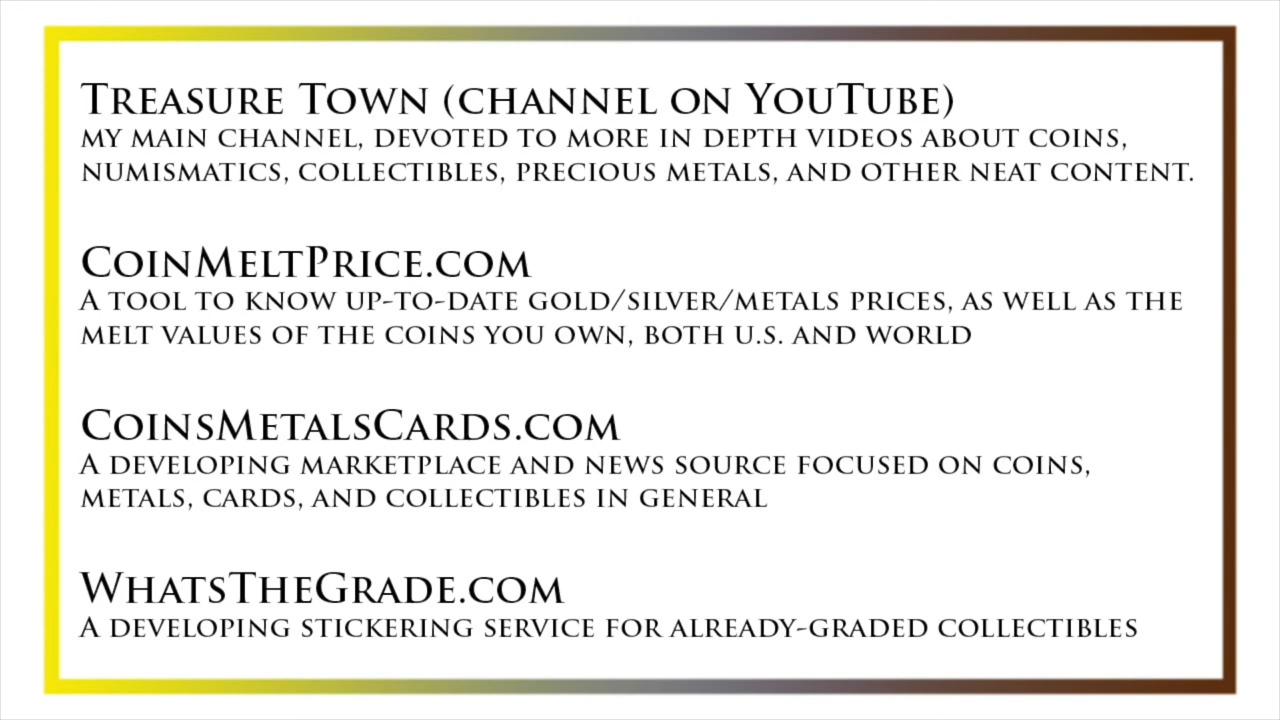 Treasure Town (channel on YouTube)
my main channel, devoted to more in depth videos about coins,
numismatics, collectibles, precious metals, and other neat content.
CoinMeltPrice.com
A tool to know up-to-date gold/silver/metals prices, as well as the
melt values of the coins you own, both U.S. and world
CoinsMetalsCards.com
A developing marketplace and news source focused on coins,
metals, cards, and collectibles in general
WhatsTheGrade.com
A developing stickering service for already-graded collectibles